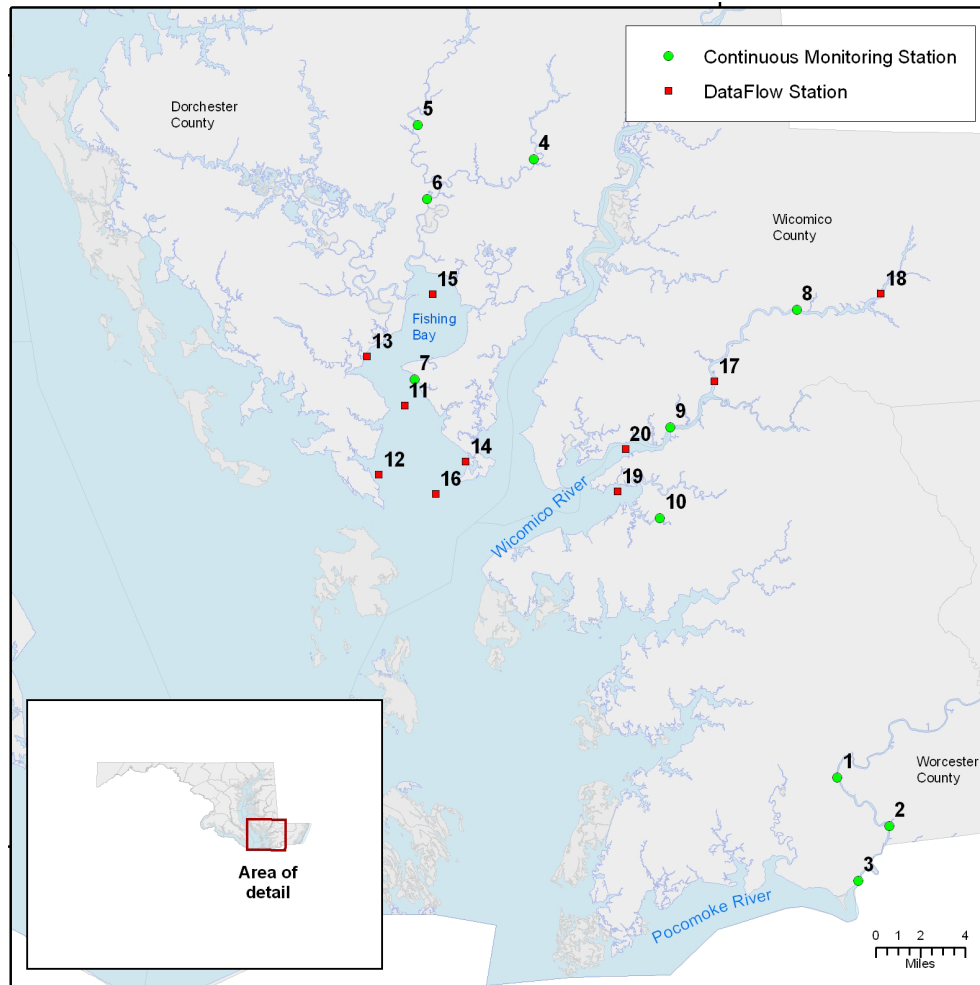 Continuous Monitoring Station
DataFlow Station
Dorchester
County
5
4
6
Wicomico
County
15
18
8
Fishing
Bay
13
7
17
11
9
20
14
12
16
19
10
Wicomico River
1
Worcester
County
2
3
Area of
detail
Pocomoke River
0 1 2 4
Miles